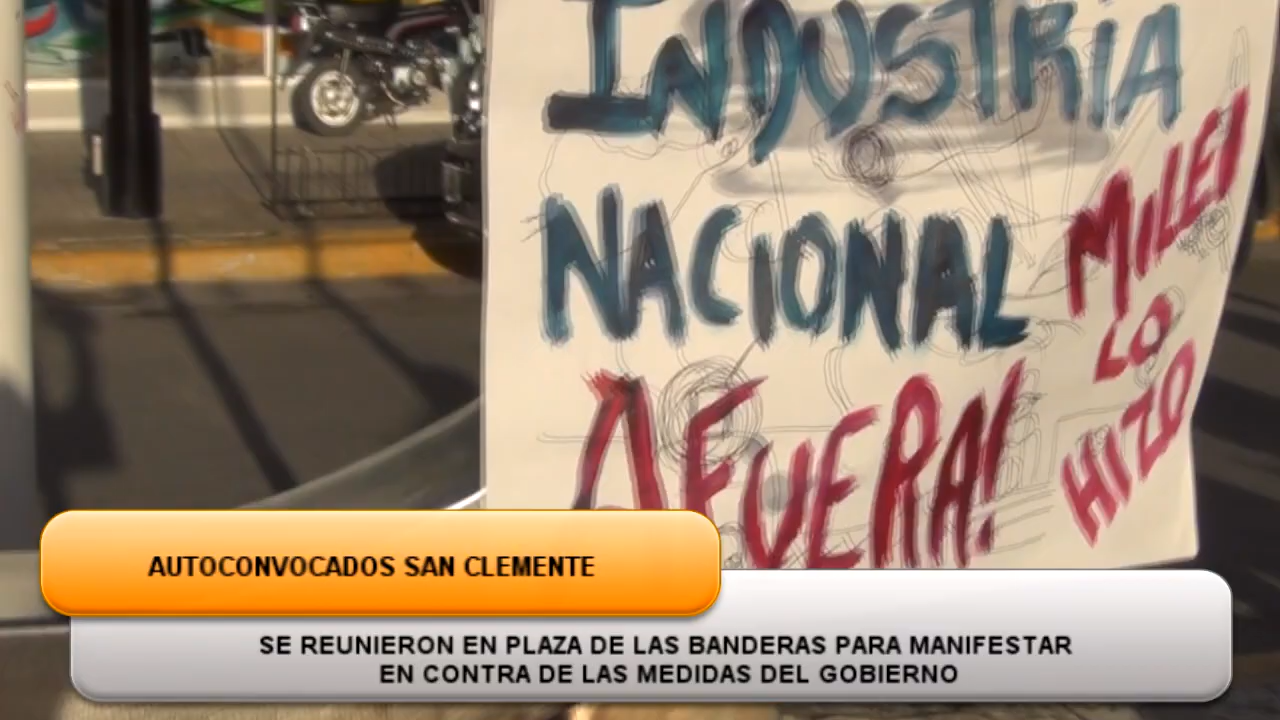 INDUSTRIA
NACIONAL
AFUERA!
MILEI
LO
HIZO
AUTOCONVOCADOS SAN CLEMENTE
SE REUNIERON EN PLAZA DE LAS BANDERAS PARA MANIFESTAR
EN CONTRA DE LAS MEDIDAS DEL GOBIERNO